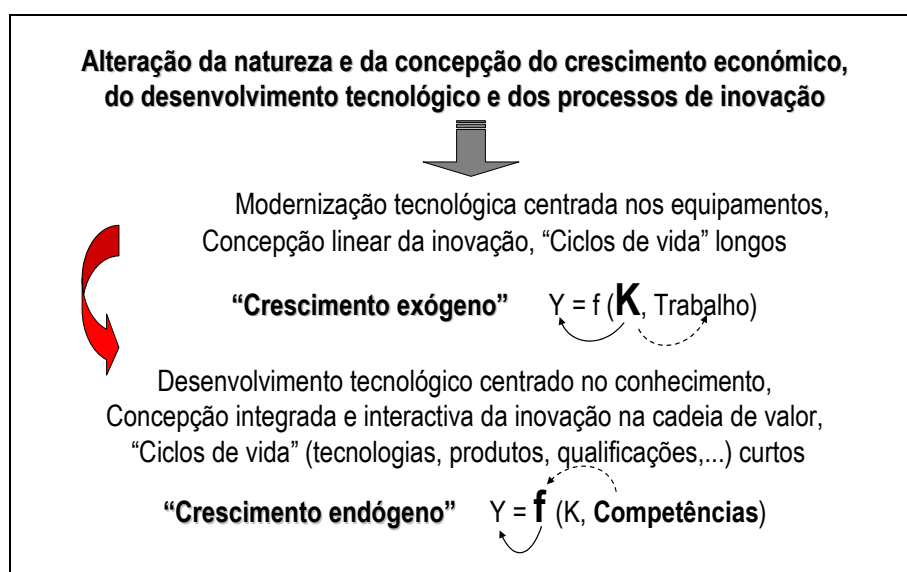 Alteração da natureza e da concepção do crescimento económico,
do desenvolvimento tecnológico e dos processos de inovação
Modernização tecnológica centrada nos equipamentos,
Concepção linear da inovação, “Ciclos de vida” longos
“Crescimento exógeno” Y = f (K, Trabalho)
Desenvolvimento tecnológico centrado no conhecimento,
Concepção integrada e interactiva da inovação na cadeia de valor,
“Ciclos de vida” (tecnologias, produtos, qualificações,...) curtos
“Crescimento endógeno” Y = f (K, Competências)